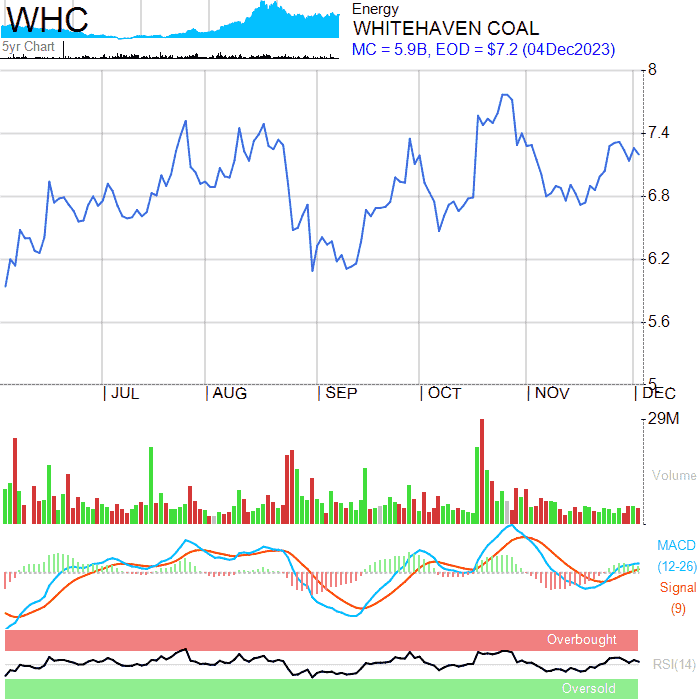 WHC
5yr Chart
Energy
WHITEHAVEN COAL
MC = 5.9B, EOD = $7.2 (04Dec2023)
8
7.4
6.8
6.2
5.6
5
JUL AUG SEP OCT NOV DEC
29M
Volume
MACD
(12-26)
Signal
(9)
Overbought
RSI(14)
Oversold